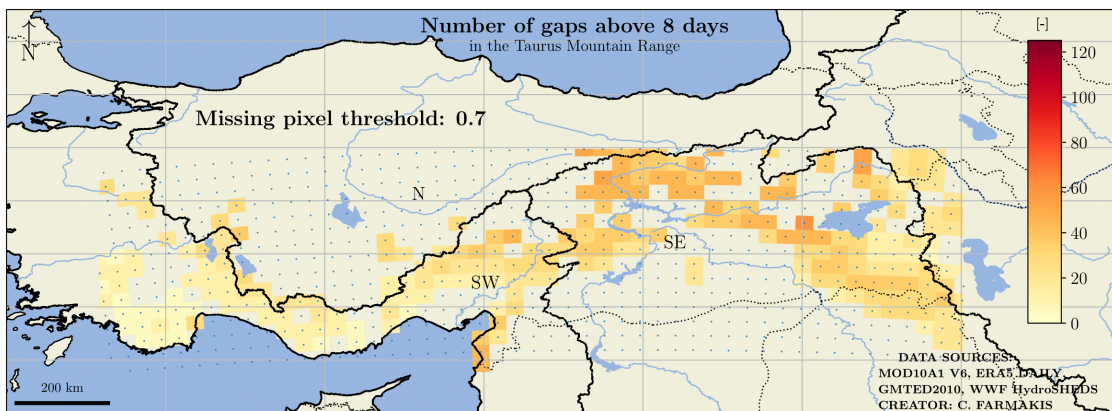 Number of gaps above 8 days
in the Taurus Mountain Range
[-]
N
Missing pixel threshold: 0.7
120
100
80
60
40
20
0
N
SE
SW
200 km
DATA SOURCES:
MOD10A1 V6, ERA5 DAILY
GMTED2010, WWF HydroSHEDS
CREATOR: C. FARMAKIS